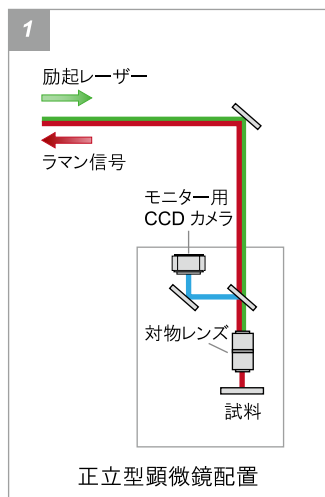 1
励起レーザー
ラマン信号
モニター用
CCD カメラ
対物レンズ
試料
正立型顕微鏡配置